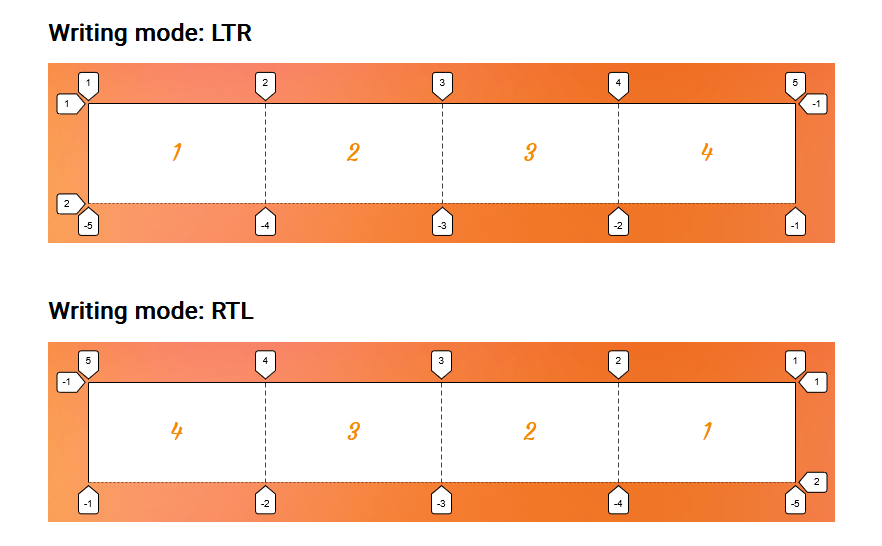 Writing mode: LTR
1 2 3 4 5
1 -1
1 2 3 4
2
-5 -4 -3 -2 -1
Writing mode: RTL
5 4 3 2 1
-1 1
4 3 2 1
2
-1 -2 -3 -4 -5